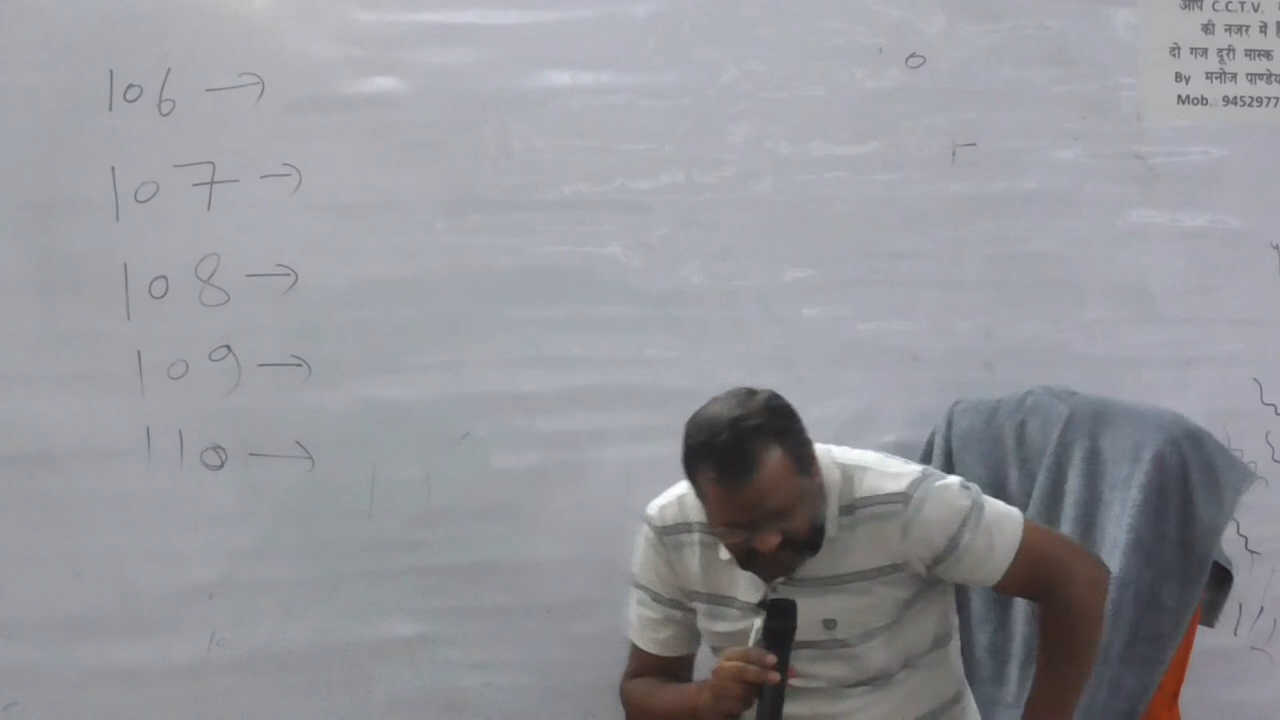 106 →
107 →
108 →
109 →
110 →
आप C.C.T.V.
की नजर में
दो गज दूरी मास्क
By मनोज पाण्डेय
Mob.: 9452977